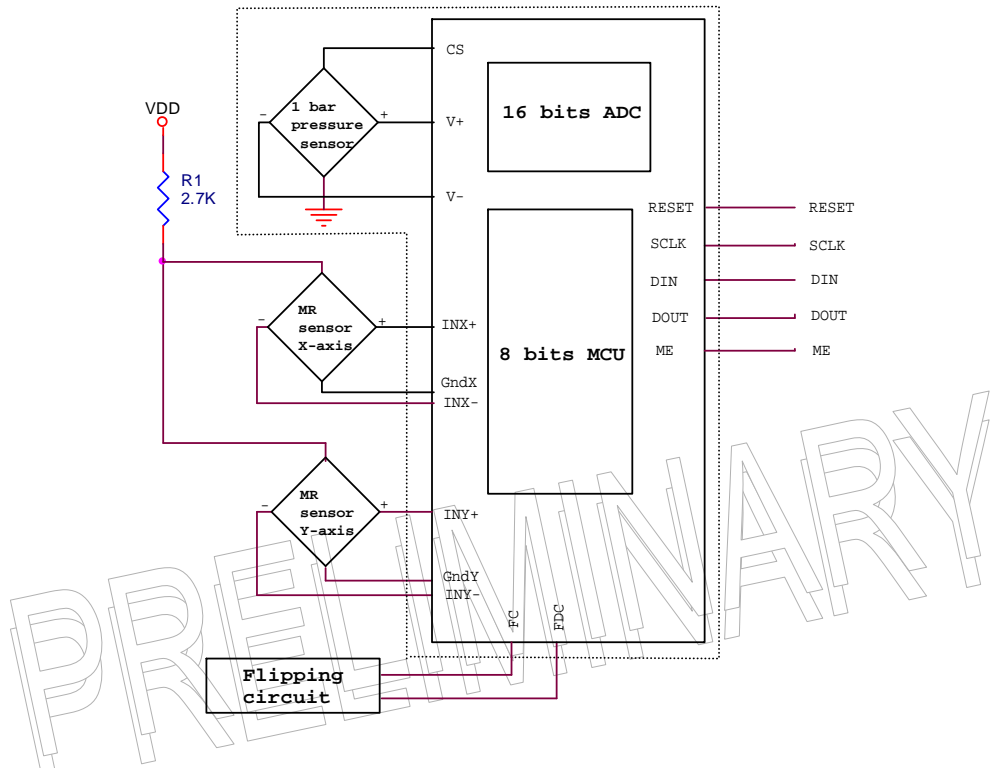 CS
16 bits ADC
1 bar
pressure
sensor
-
+
V+
VDD
R1
2.7K
V-
RESET
RESET
SCLK
SCLK
DIN
DIN
DOUT
DOUT
ME
ME
8 bits MCU
MR
sensor
X-axis
-
+
INX+
GndX
INX-
MR
sensor
Y-axis
-
+
INY+
GndY
INY-
FC
FDC
Flipping
circuit
PRELIMINARY